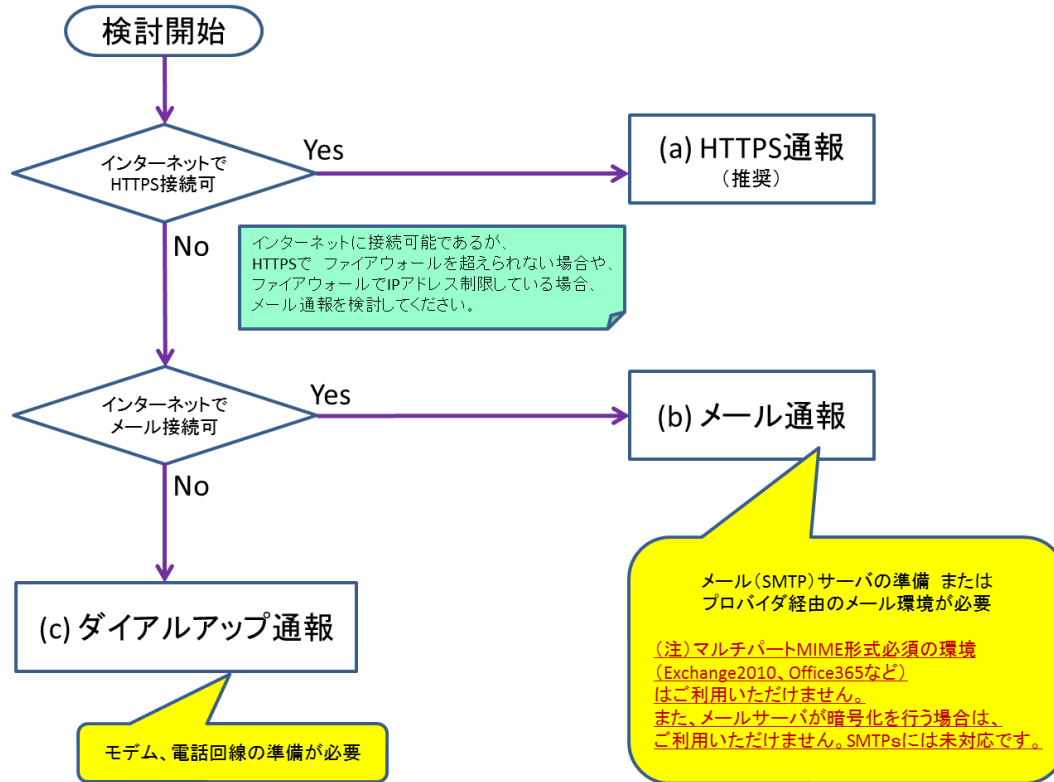 検討開始
インターネットで
HTTPS接続可
Yes
(a) HTTPS通報
（推奨）
No
インターネットに接続可能であるが、
HTTPSで ファイアウォールを超えられない場合や、
ファイアウォールでIPアドレス制限している場合、
メール通報を検討してください。
インターネットで
メール接続可
Yes
(b) メール通報
No
メール（SMTP）サーバの準備 または
プロバイダ経由のメール環境が必要
（注）マルチパートMIME形式必須の環境
（Exchange2010、Office365など）
はご利用いただけません。
また、メールサーバが暗号化を行う場合は、
ご利用いただけません。SMTPsには未対応です。
(c) ダイアルアップ通報
モデム、電話回線の準備が必要